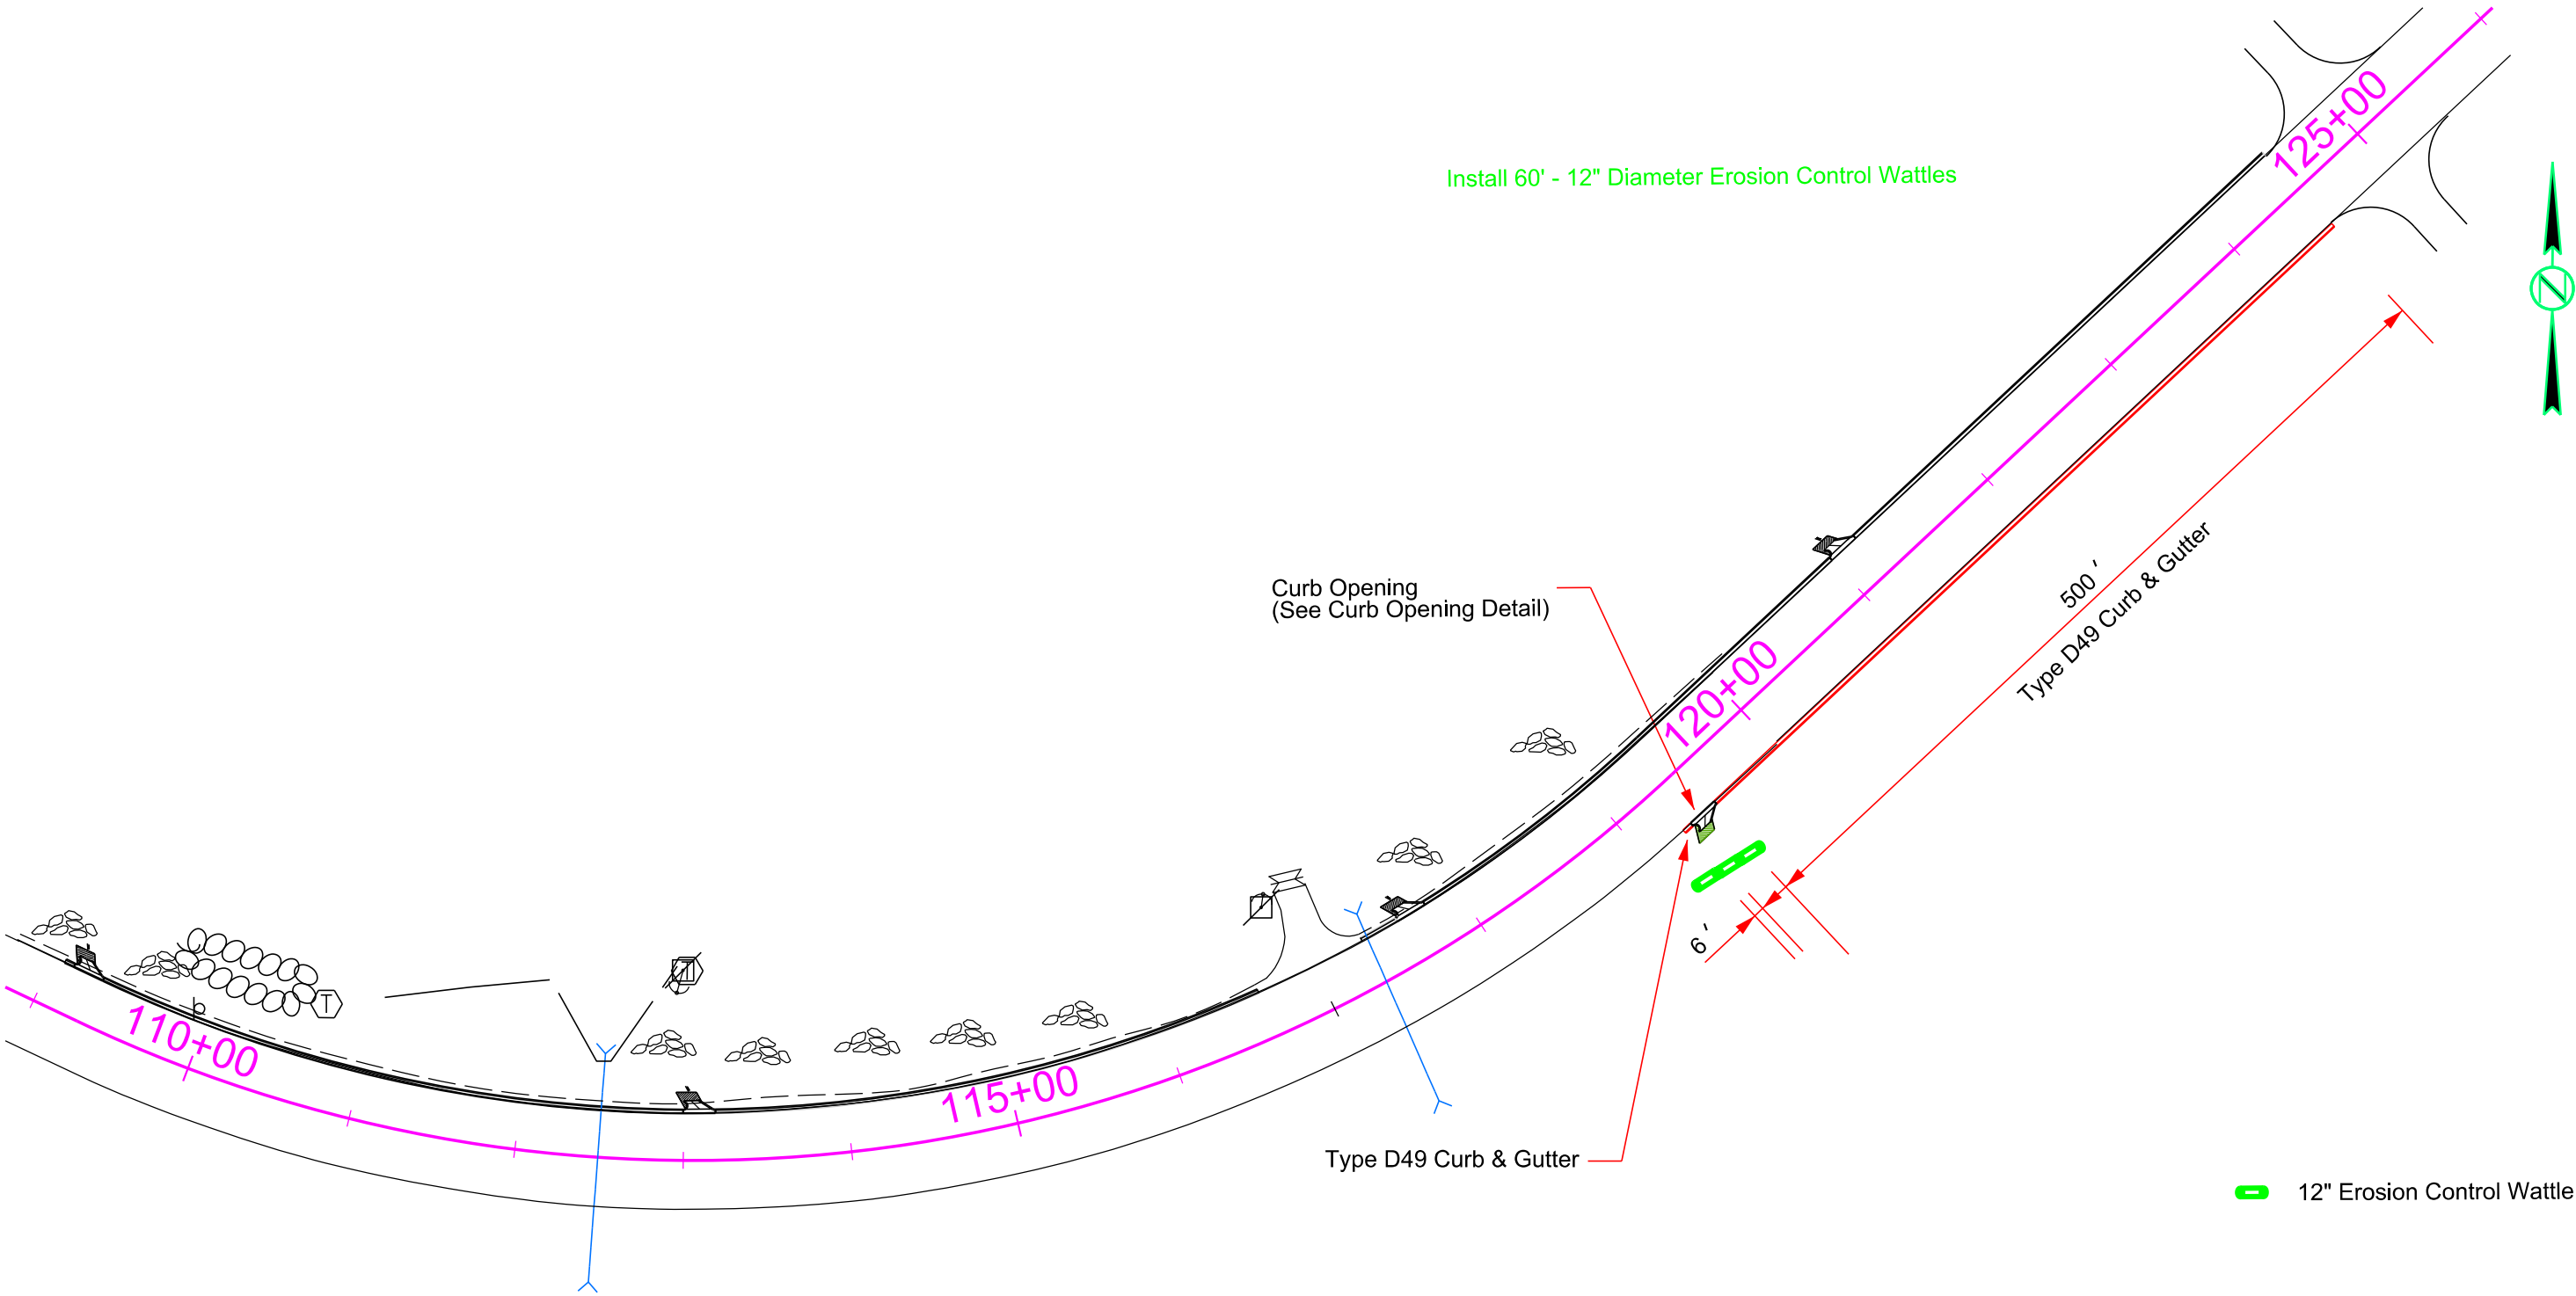 125+00
Install 60' - 12" Diameter Erosion Control Wattles
N
Curb Opening
(See Curb Opening Detail)
500 '
Type D49 Curb & Gutter
120+00
6 '
T
T
110+00
115+00
Type D49 Curb & Gutter
12" Erosion Control Wattle